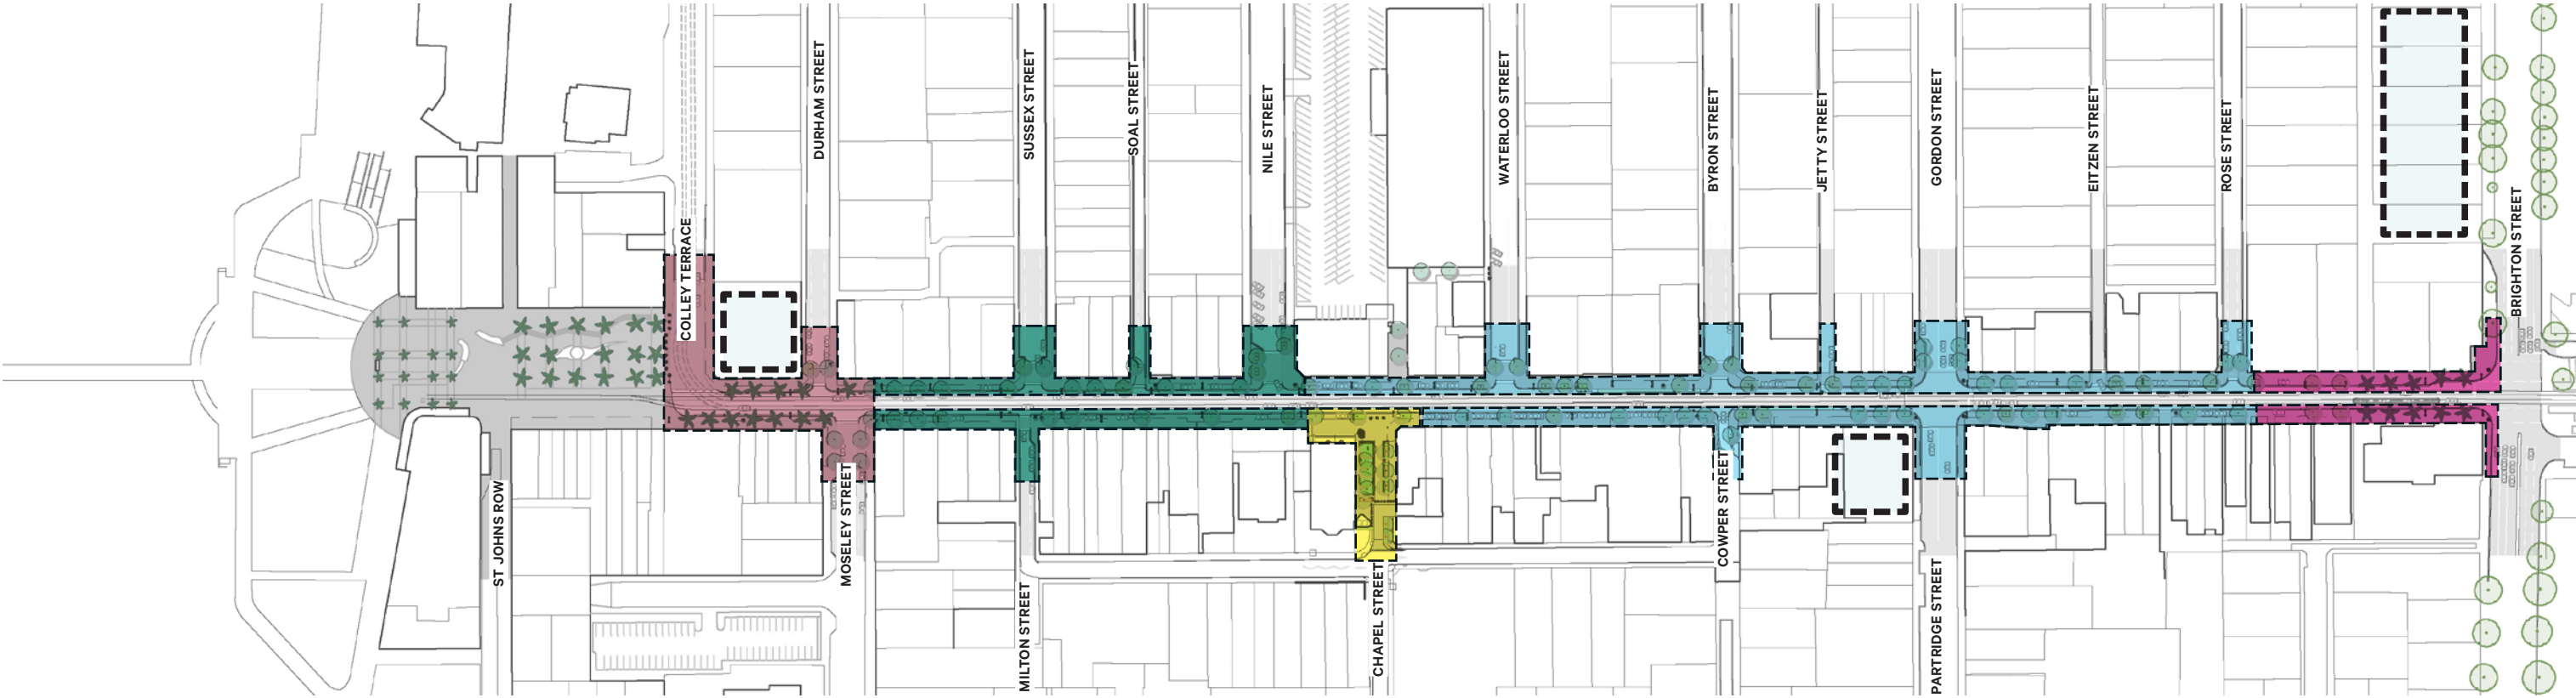 COLLEY TERRACE
DURHAM STREET
SUSSEX STREET
SOAL STREET
NILE STREET
WATERLOO STREET
BYRON STREET
JETTY STREET
GORDON STREET
EITZEN STREET
ROSE STREET
BRIGHTON STREET
ST JOHNS ROW
MOSELEY STREET
MILTON STREET
CHAPEL STREET
COWPER STREET
PARTRIDGE STREET